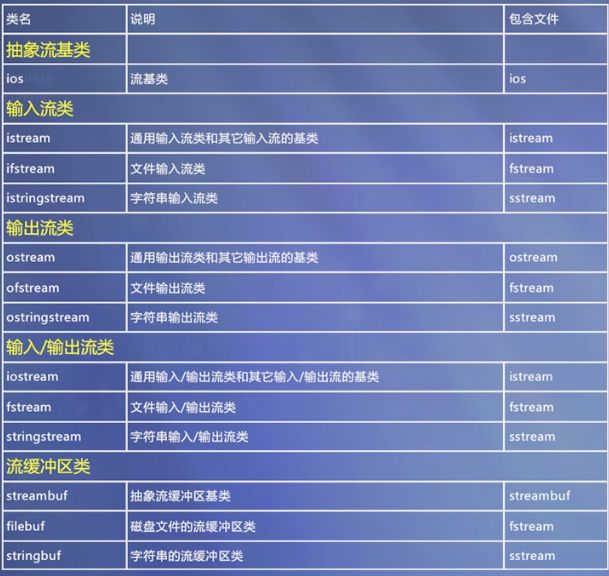 类名 说明 包含文件
抽象流基类
ios 流基类 ios
输入流类
istream 通用输入流类和其它输入流的基类 istream
ifstream 文件输入流类 fstream
istringstream 字符串输入流类 sstream
输出流类
ostream 通用输出流类和其它输出流的基类 ostream
ofstream 文件输出流类 fstream
ostringstream 字符串输出流类 sstream
输入/输出流类
iostream 通用输入/输出流类和其它输入/输出流的基类 istream
fstream 文件输入/输出流类 fstream
stringstream 字符串输入/输出流类 sstream
流缓冲区类
streambuf 抽象流缓冲区基类 streambuf
filebuf 磁盘文件的流缓冲区类 fstream
stringbuf 字符串的流缓冲区类 sstream